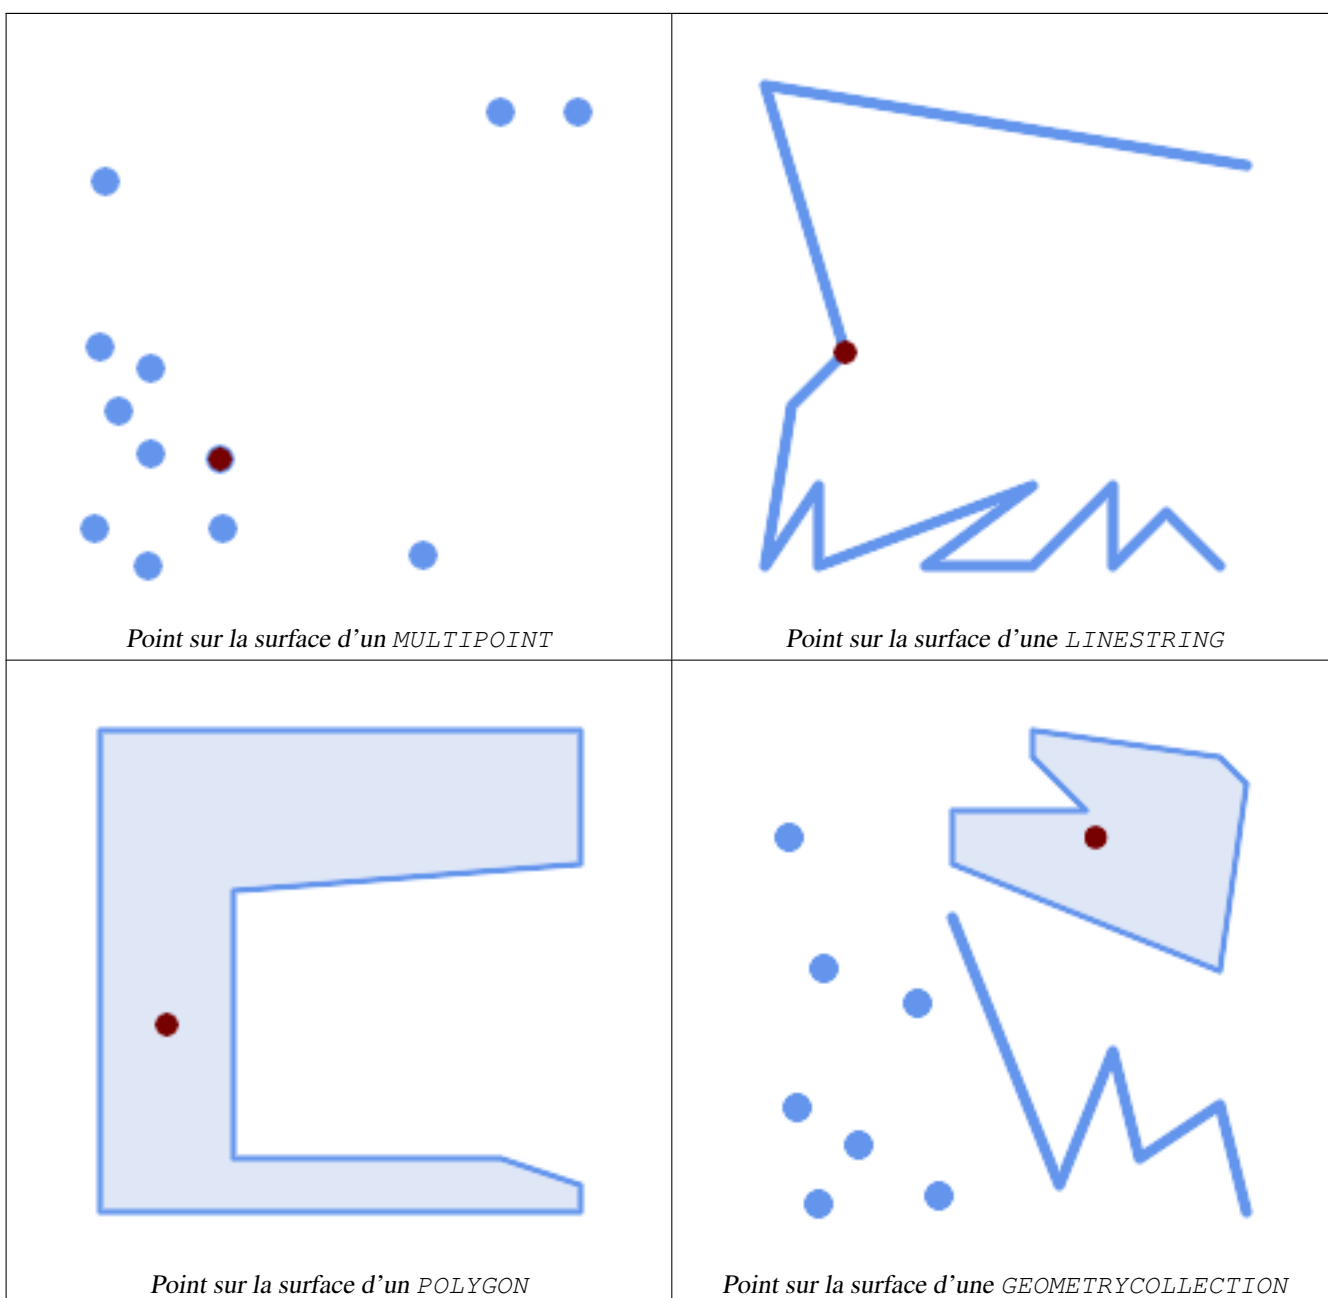 Point sur la surface d'un MULTIPOINT
Point sur la surface d'une LINESTRING
Point sur la surface d'un POLYGON
Point sur la surface d'une GEOMETRYCOLLECTION